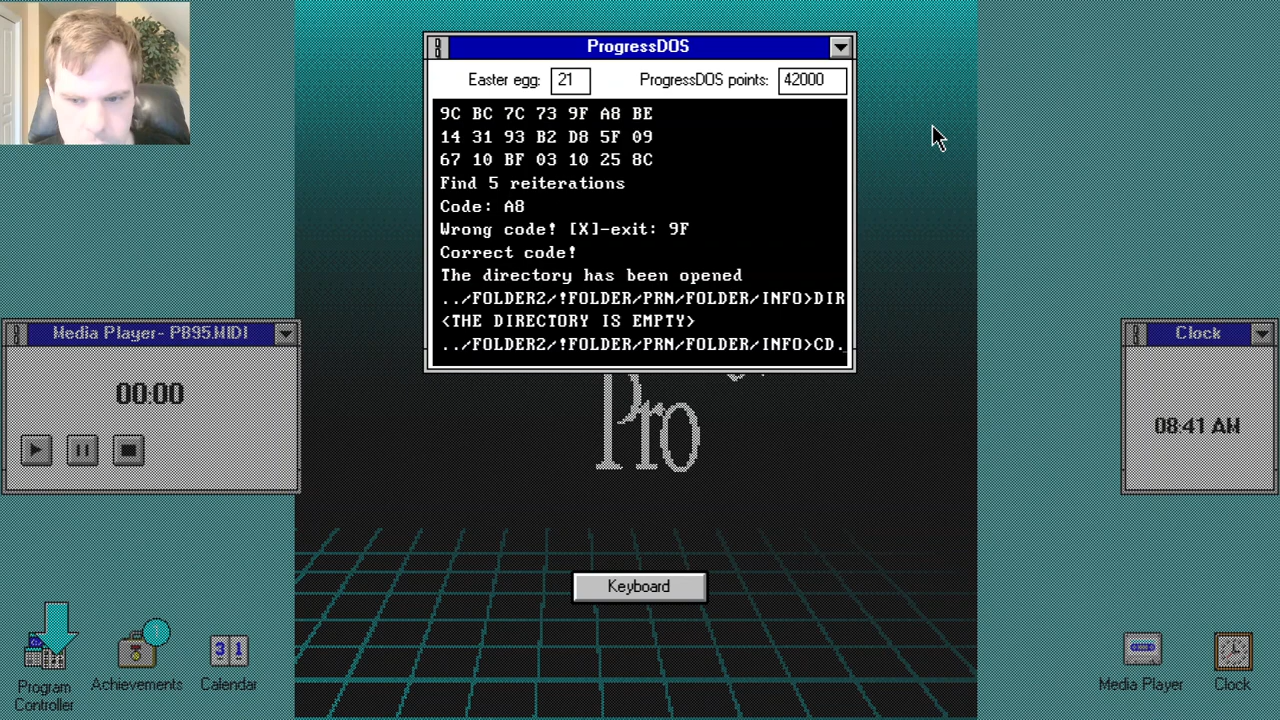 ProgressDOS
Easter egg: 21 ProgressDOS points: 42000
9C BC 7C 73 9F A8 BE
14 31 93 B2 D8 5F 09
67 10 BF 03 10 25 8C
Find 5 reiterations
Code: A8
Wrong code! [X]-exit: 9F
Correct code!
The directory has been opened
../FOLDER2/!FOLDER/PRN/FOLDER/INFO>DIR
<THE DIRECTORY IS EMPTY>
../FOLDER2/!FOLDER/PRN/FOLDER/INFO>CD._
Media Player- PB95.MIDI
00:00
Clock
08:41 AM
Pro
Keyboard
Program
Controller
Achievements
1
31
Calendar
Media Player
Clock